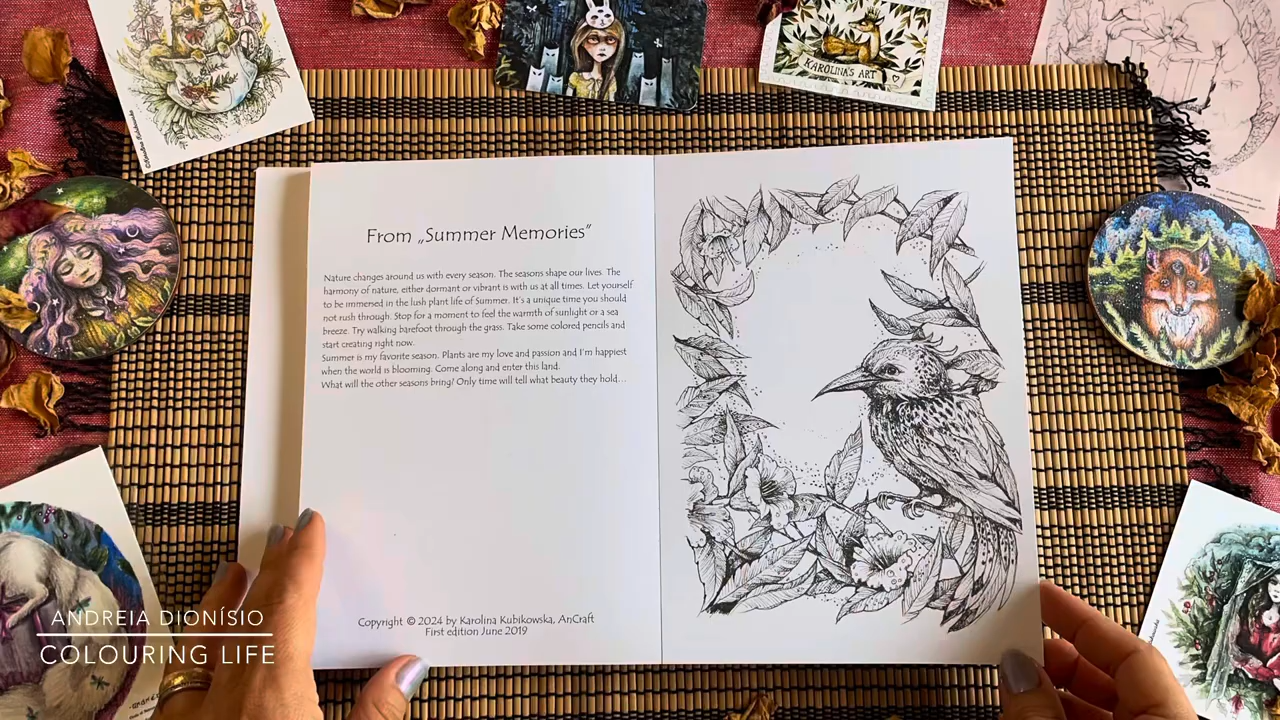 KAROLINA'S ART
From „Summer Memories”
Nature changes around us with every season. The seasons shape our lives. The
harmony of nature, either dormant or vibrant is with us at all times. Let yourself
to be immersed in the lush plant life of Summer. It's a unique time you should
not rush through. Stop for a moment to feel the warmth of sunlight or a sea
breeze. Try walking barefoot through the grass. Take some colored pencils and
start creating right now.
Summer is my favorite season. Plants are my love and passion and I'm happiest
when the world is blooming. Come along and enter this land.
What will the other seasons bring? Only time will tell what beauty they hold...
Copyright © 2024 by Karolina Kubikowska, AnCraft
First edition June 2019
ANDREIA DIONÍSIO
COLOURING LIFE